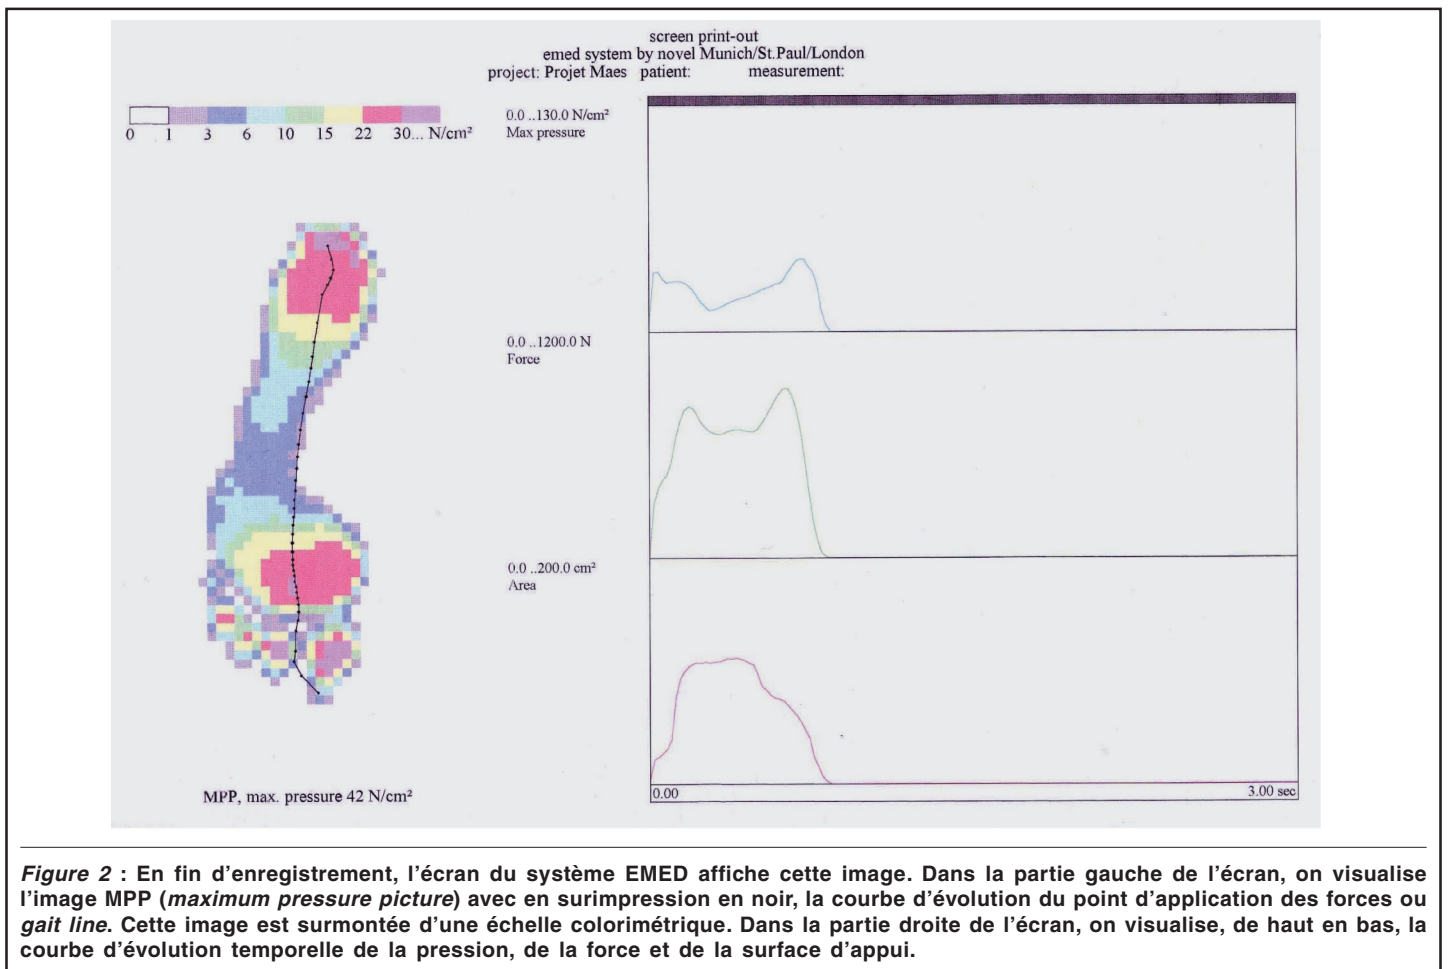 screen print-out
emed system by novel Munich/St.Paul/London
project: Projet Maes patient: measurement:
0 1 3 6 10 15 22 30... N/cm²
0.0 ..130.0 N/cm²
Max pressure
0.0 ..1200.0 N
Force
0.0 ..200.0 cm²
Area
0.00 3.00 sec
MPP, max. pressure 42 N/cm²
Figure 2 : En fin d'enregistrement, l'écran du système EMED affiche cette image. Dans la partie gauche de l'écran, on visualise
l'image MPP (maximum pressure picture) avec en surimpression en noir, la courbe d'évolution du point d'application des forces ou
gait line. Cette image est surmontée d'une échelle colorimétrique. Dans la partie droite de l'écran, on visualise, de haut en bas, la
courbe d'évolution temporelle de la pression, de la force et de la surface d'appui.